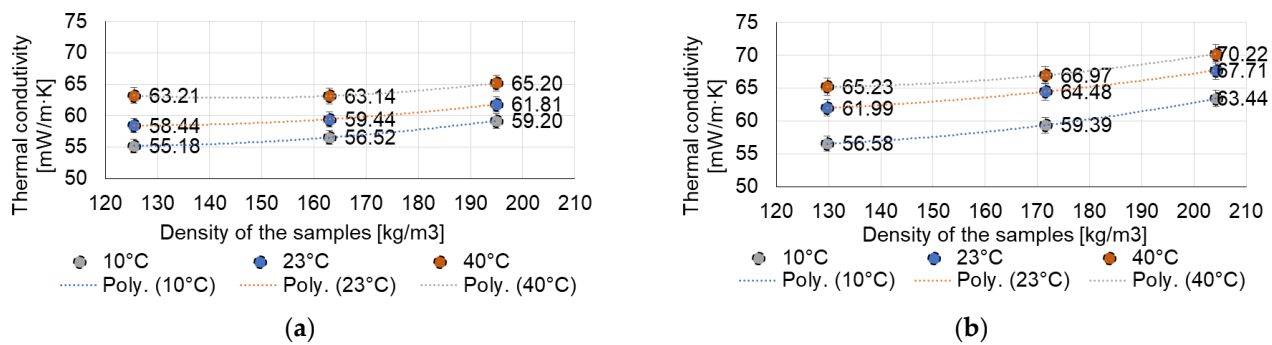 Thermal condutivity
[mW/m·K]
75
70
65
60
55
50
63.21
63.14
65.20
58.44
59.44
61.81
55.18
56.52
59.20
120 130 140 150 160 170 180 190 200 210
Density of the samples [kg/m3]
10°C 23°C 40°C
Poly. (10°C) Poly. (23°C) Poly. (40°C)
(a)
Thermal condutivity
[mW/m·K]
75
70
65
60
55
50
65.23
66.97
70.22
61.99
64.48
67.71
56.58
59.39
63.44
120 130 140 150 160 170 180 190 200 210
Density of the samples [kg/m3]
10°C 23°C 40°C
Poly. (10°C) Poly. (23°C) Poly. (40°C)
(b)